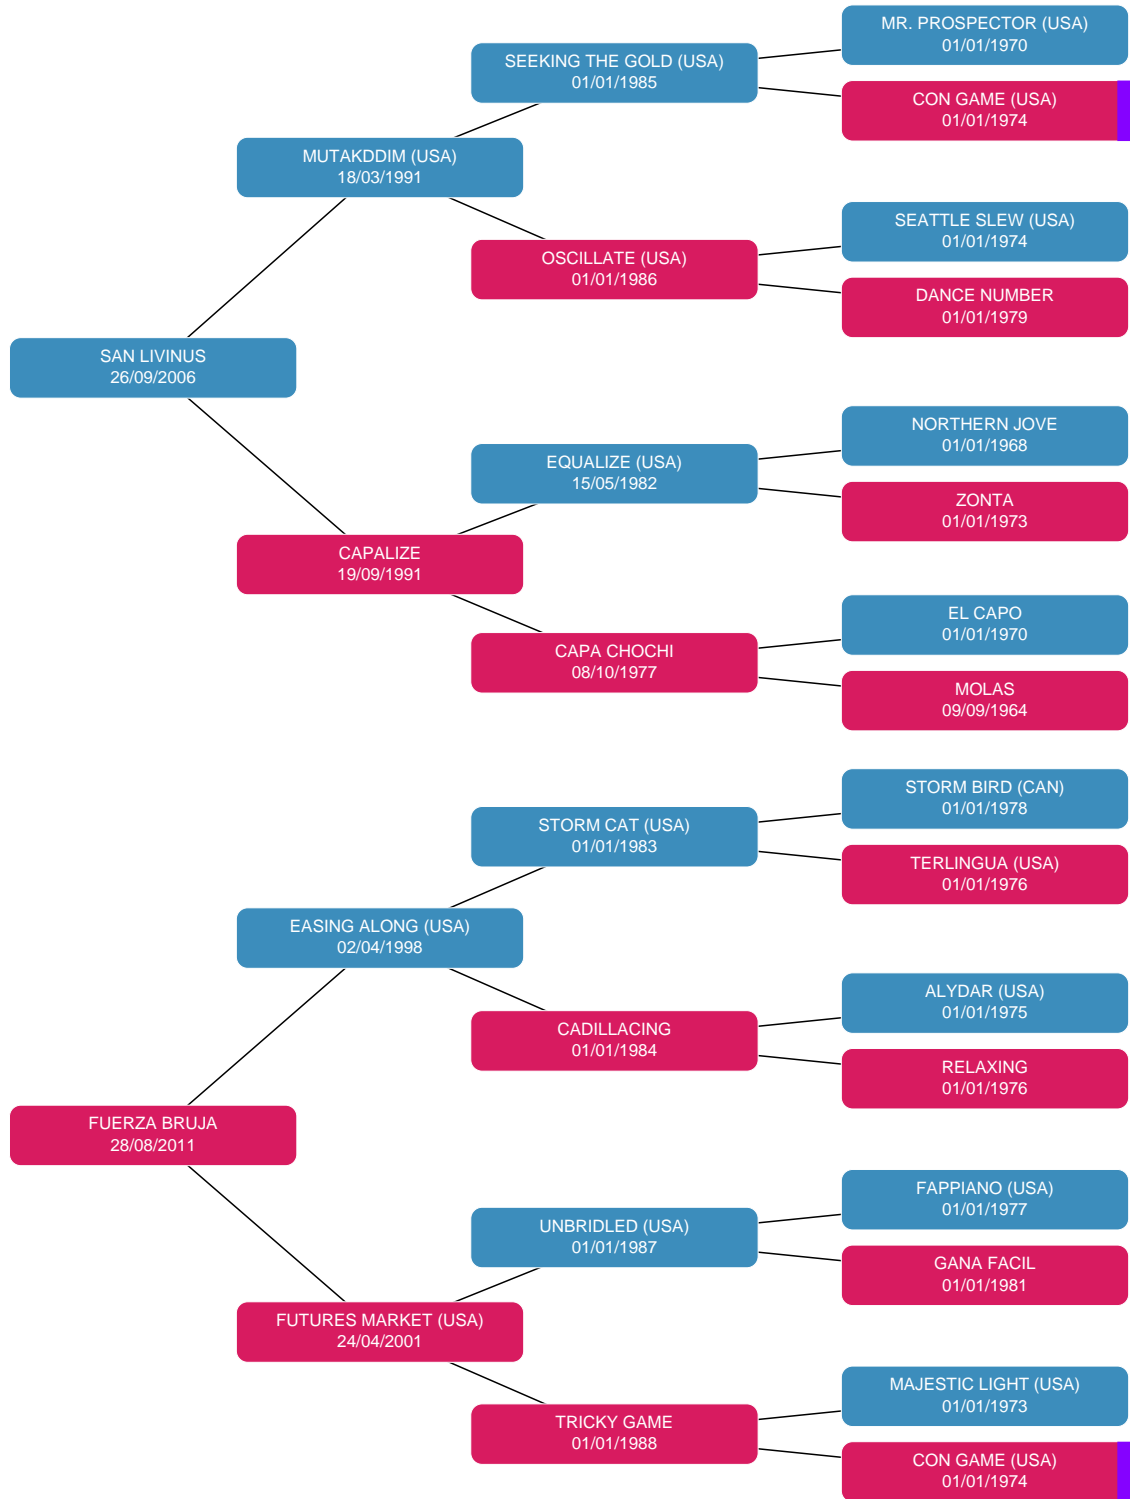 MR. PROSPECTOR (USA)
01/01/1970
SEEKING THE GOLD (USA)
01/01/1985
CON GAME (USA)
01/01/1974
MUTAKDDIM (USA)
18/03/1991
SEATTLE SLEW (USA)
01/01/1974
OSCILLATE (USA)
01/01/1986
DANCE NUMBER
01/01/1979
SAN LIVINUS
26/09/2006
NORTHERN JOVE
01/01/1968
EQUALIZE (USA)
15/05/1982
ZONTA
01/01/1973
CAPALIZE
19/09/1991
EL CAPO
01/01/1970
CAPA CHOCHI
08/10/1977
MOLAS
09/09/1964
STORM BIRD (CAN)
01/01/1978
STORM CAT (USA)
01/01/1983
TERLINGUA (USA)
01/01/1976
EASING ALONG (USA)
02/04/1998
ALYDAR (USA)
01/01/1975
CADILLACING
01/01/1984
RELAXING
01/01/1976
FUERZA BRUJA
28/08/2011
FAPPIANO (USA)
01/01/1977
UNBRIDLED (USA)
01/01/1987
GANA FACIL
01/01/1981
FUTURES MARKET (USA)
24/04/2001
MAJESTIC LIGHT (USA)
01/01/1973
TRICKY GAME
01/01/1988
CON GAME (USA)
01/01/1974